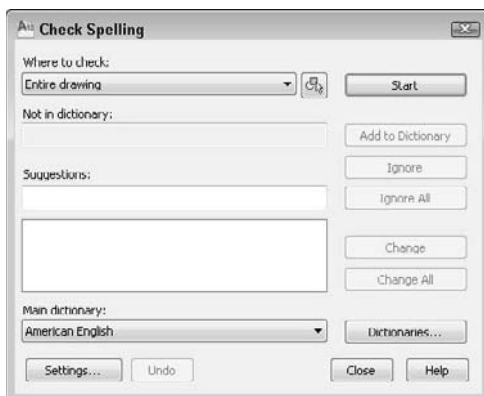 Check Spelling
Where to check:
Entire drawing
Start
Not in dictionary:
Add to Dictionary
Suggestions:
Ignore
Ignore All
Change
Change All
Main dictionary:
American English
Dictionaries...
Settings...
Undo
Close
Help